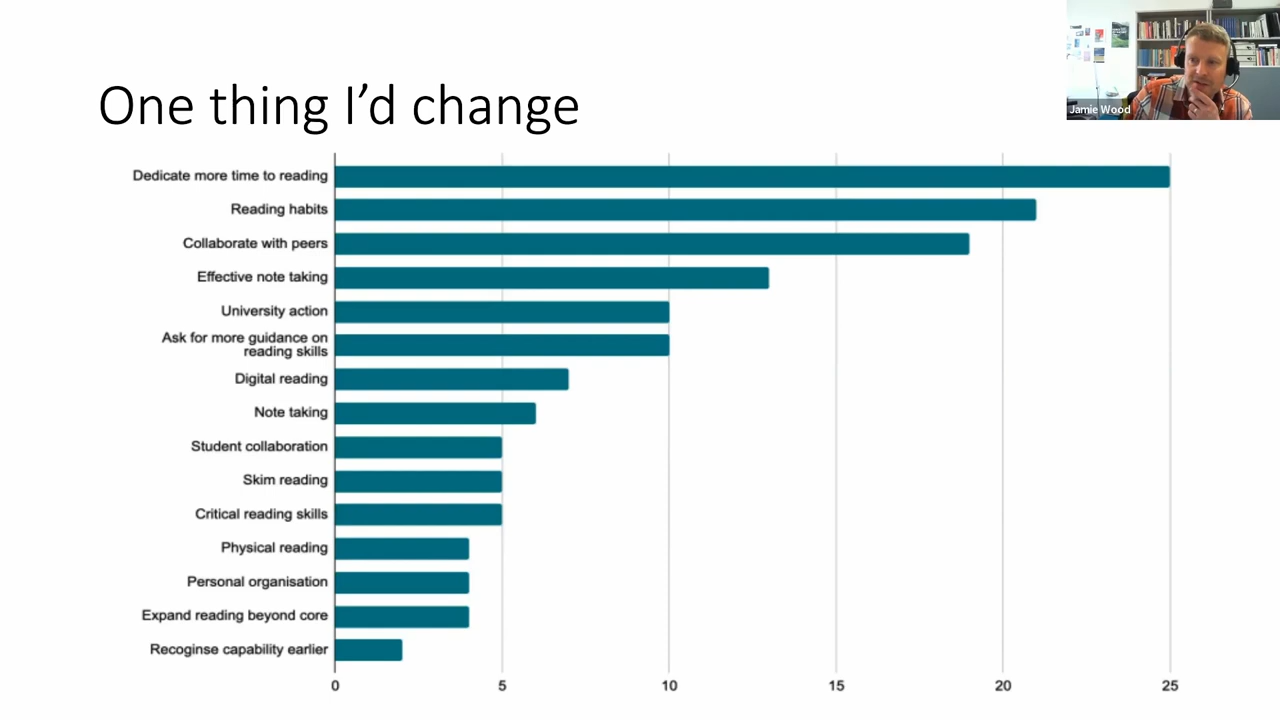 One thing I’d change
Jamie Wood
Dedicate more time to reading
Reading habits
Collaborate with peers
Effective note taking
University action
Ask for more guidance on
reading skills
Digital reading
Note taking
Student collaboration
Skim reading
Critical reading skills
Physical reading
Personal organisation
Expand reading beyond core
Recoginse capability earlier
0 5 10 15 20 25